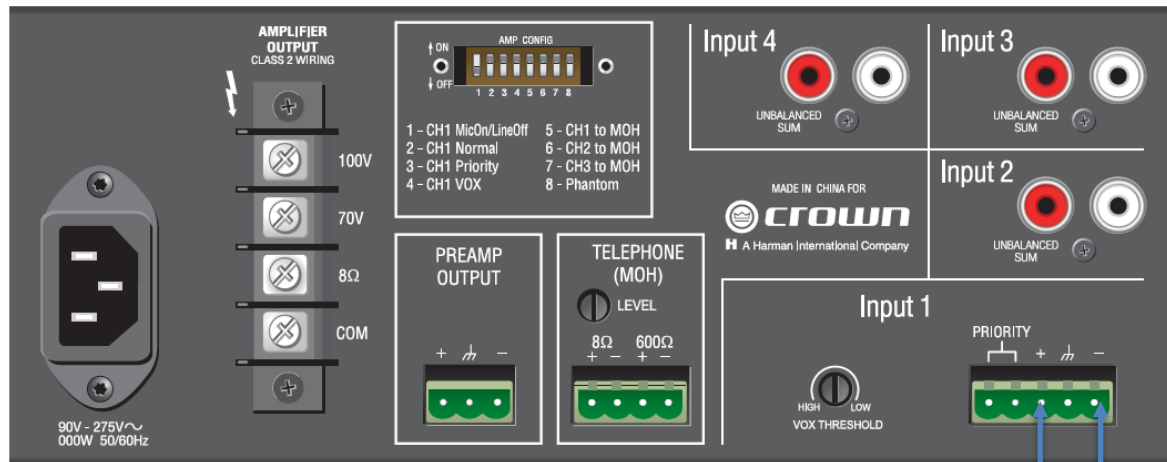 AMPLIFIER
OUTPUT
CLASS 2 WIRING
100V
70V
8Ω
COM
90V - 275V～
000W 50/60Hz
AMP CONFIG
ON
OFF
1 2 3 4 5 6 7 8
1 - CH1 MicOn/LineOff
2 - CH1 Normal
3 - CH1 Priority
4 - CH1 VOX
5 - CH1 to MOH
6 - CH2 to MOH
7 - CH3 to MOH
8 - Phantom
PREAMP
OUTPUT
+ -
TELEPHONE
(MOH)
LEVEL
8Ω 600Ω
+ - + -
Input 4
UNBALANCED
SUM
Input 3
UNBALANCED
SUM
MADE IN CHINA FOR
crown
H A Harman International Company
Input 2
UNBALANCED
SUM
Input 1
HIGH LOW
VOX THRESHOLD
PRIORITY
+ -